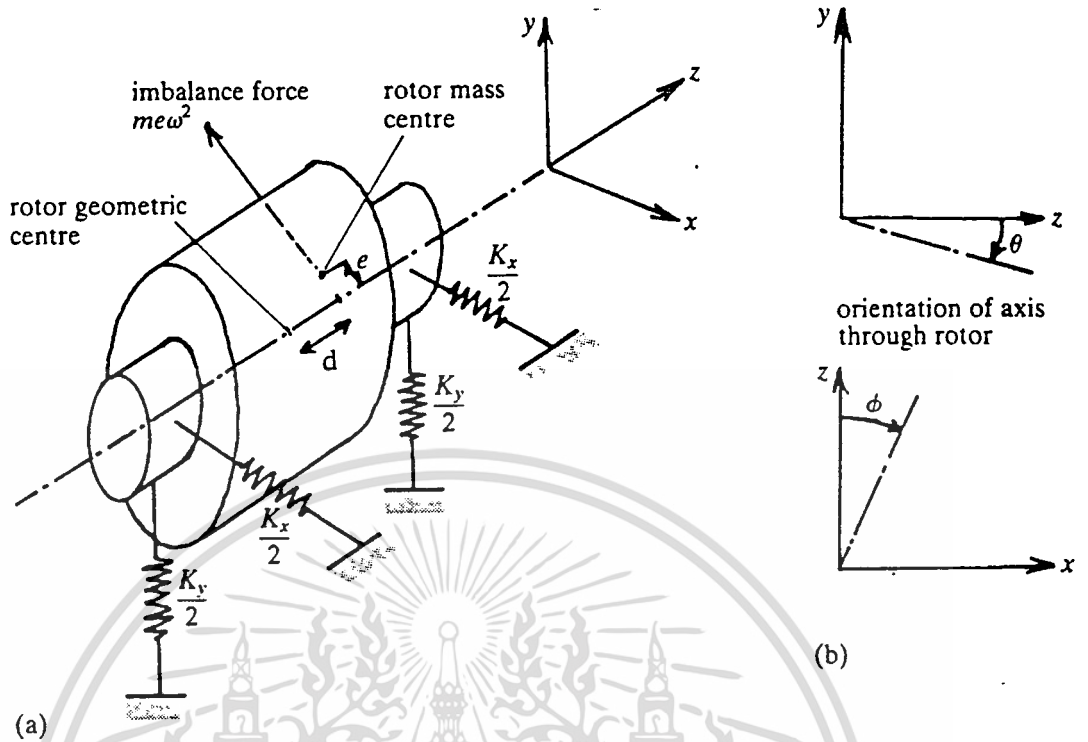 imbalance force
meω²
rotor mass
centre
rotor geometric
centre
e
d
y
z
x
K_x
2
K_y
2
K_x
2
K_y
2
(a)
y
z
θ
orientation of axis
through rotor
z
ϕ
x
(b)